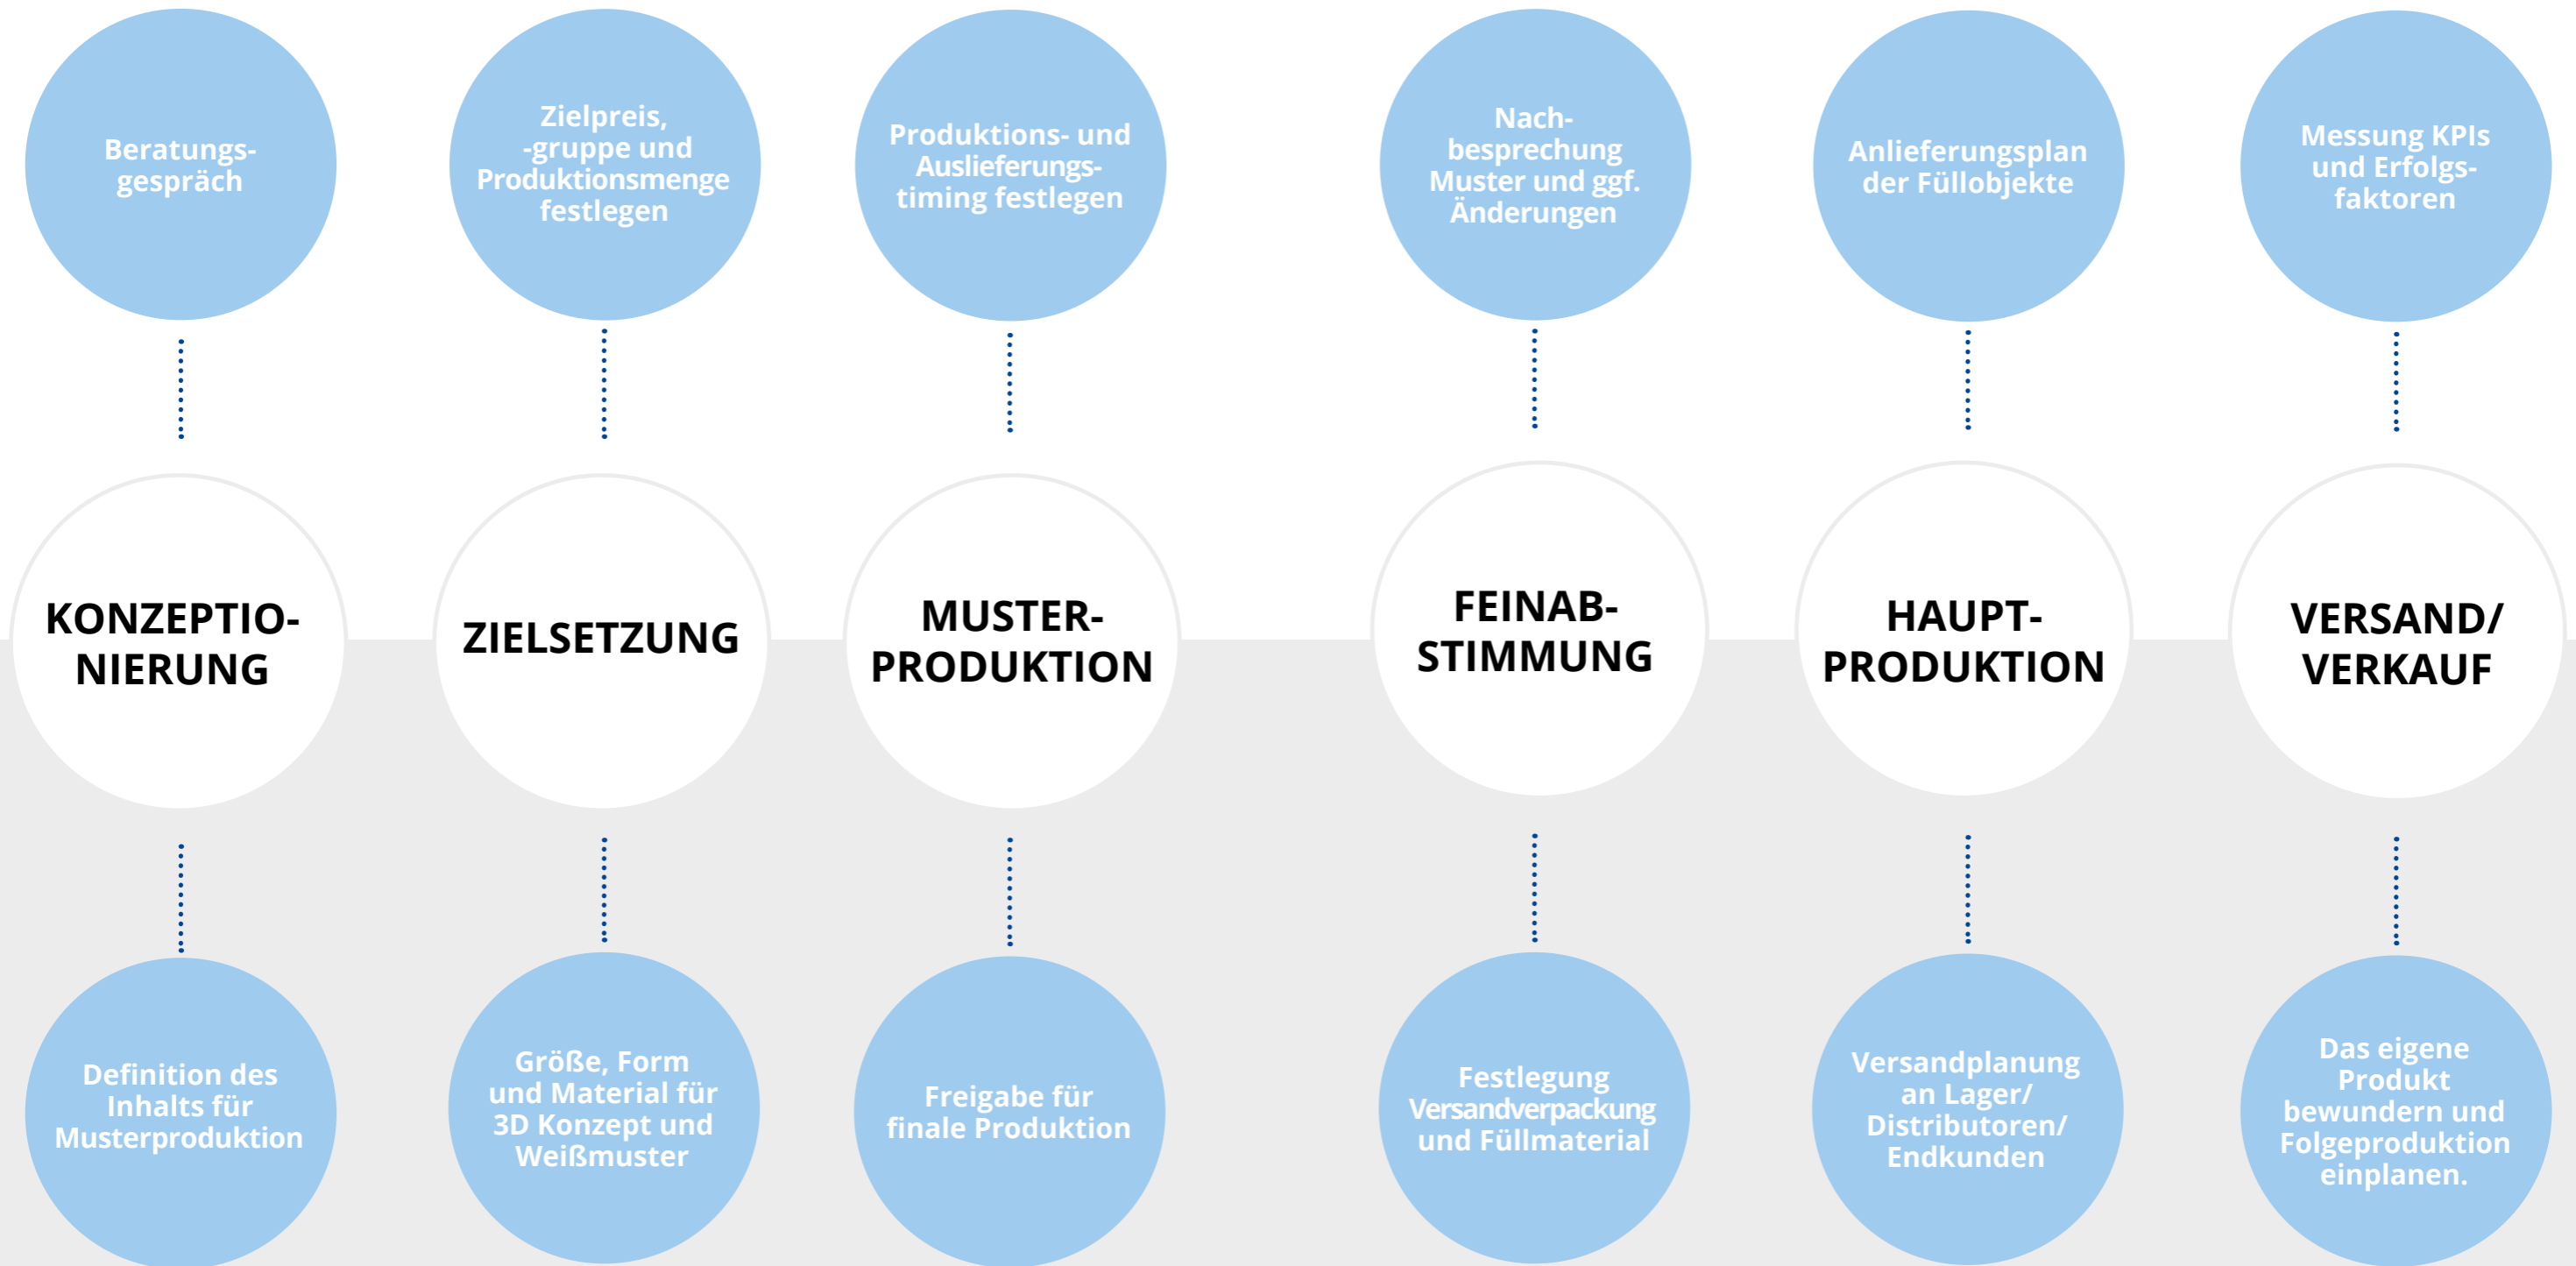 Beratungs-
gespräch
Zielpreis,
-gruppe und
Produktionsmenge
festlegen
Produktions- und
Auslieferungs-
timing festlegen
Nach-
besprechung
Muster und ggf.
Änderungen
Anlieferungsplan
der Füllobjekte
Messung KPIs
und Erfolgs-
faktoren
KONZEPTIO-
NIERUNG
ZIELSETZUNG
MUSTER-
PRODUKTION
FEINAB-
STIMMUNG
HAUPT-
PRODUKTION
VERSAND/
VERKAUF
Definition des
Inhalts für
Musterproduktion
Größe, Form
und Material für
3D Konzept und
Weißmuster
Freigabe für
finale Produktion
Festlegung
Versandverpackung
und Füllmaterial
Versandplanung
an Lager/
Distributoren/
Endkunden
Das eigene
Produkt
bewundern und
Folgeproduktion
einplanen.